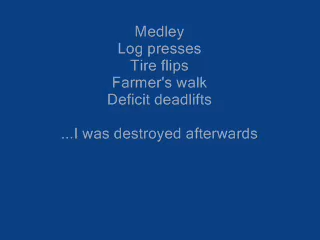 Medley
Log presses
Tire flips
Farmer's walk
Deficit deadlifts
...I was destroyed afterwards